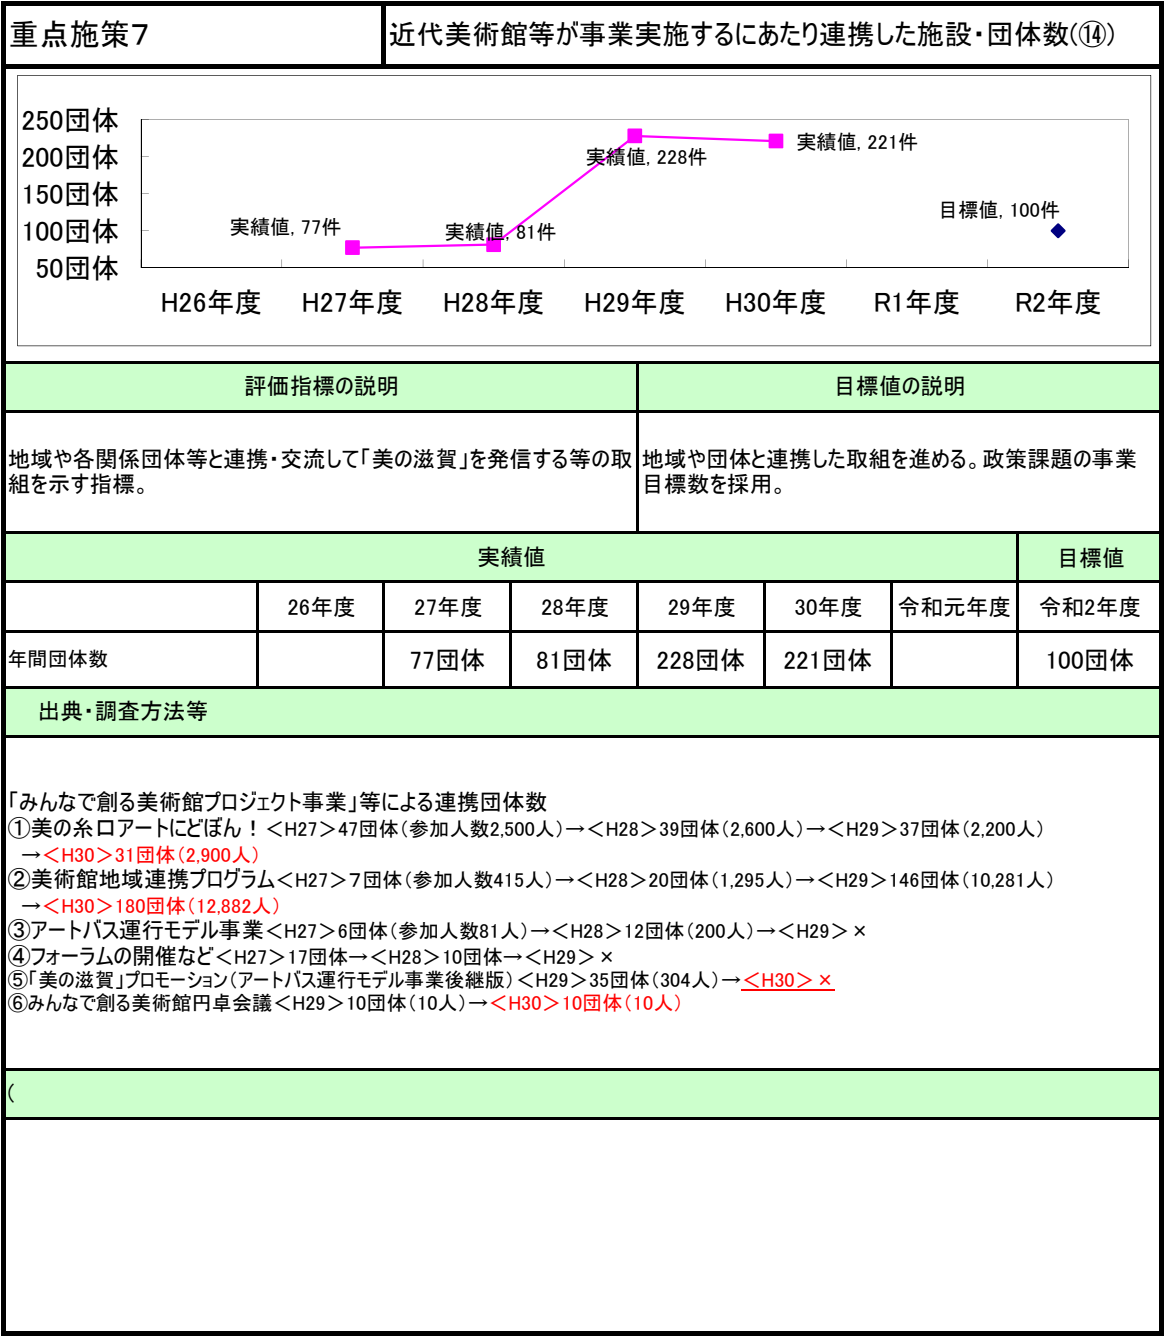 重点施策7
近代美術館等が事業実施するにあたり連携した施設・団体数(⑭)
250団体
200団体
150団体
100団体
50団体
実績値, 77件
実績値, 81件
実績値, 228件
実績値, 221件
目標値, 100件
H26年度 H27年度 H28年度 H29年度 H30年度 R1年度 R2年度
評価指標の説明 目標値の説明
地域や各関係団体等と連携・交流して「美の滋賀」を発信する等の取
組を示す指標。
地域や団体と連携した取組を進める。政策課題の事業
目標数を採用。
実績値 目標値
26年度 27年度 28年度 29年度 30年度 令和元年度 令和2年度
年間団体数 77団体 81団体 228団体 221団体 100団体
出典・調査方法等
「みんなで創る美術館プロジェクト事業」等による連携団体数
①美の糸口アートにどぼん！＜H27＞47団体(参加人数2,500人)→＜H28＞39団体(2,600人)→＜H29＞37団体(2,200人)
→＜H30＞31団体(2,900人)
②美術館地域連携プログラム＜H27＞7団体(参加人数415人)→＜H28＞20団体(1,295人)→＜H29＞146団体(10,281人)
→＜H30＞180団体(12,882人)
③アートバス運行モデル事業＜H27＞6団体(参加人数81人)→＜H28＞12団体(200人)→＜H29＞×
④フォーラムの開催など＜H27＞17団体→＜H28＞10団体→＜H29＞×
⑤「美の滋賀」プロモーション(アートバス運行モデル事業後継版)＜H29＞35団体(304人)→＜H30＞×
⑥みんなで創る美術館円卓会議＜H29＞10団体(10人)→＜H30＞10団体(10人)
(